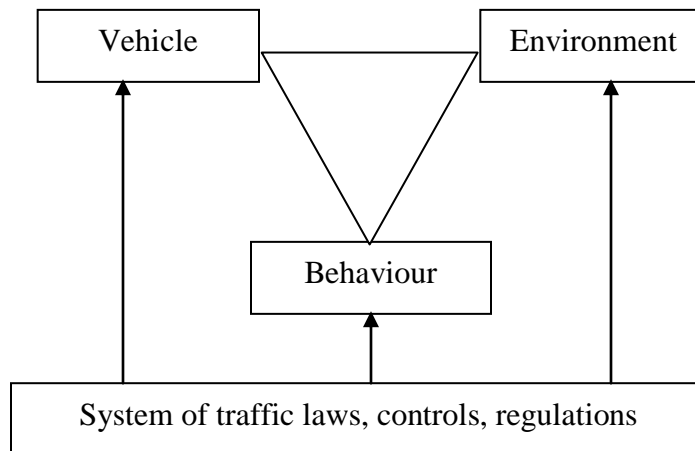 Vehicle
Environment
Behaviour
System of traffic laws, controls, regulations